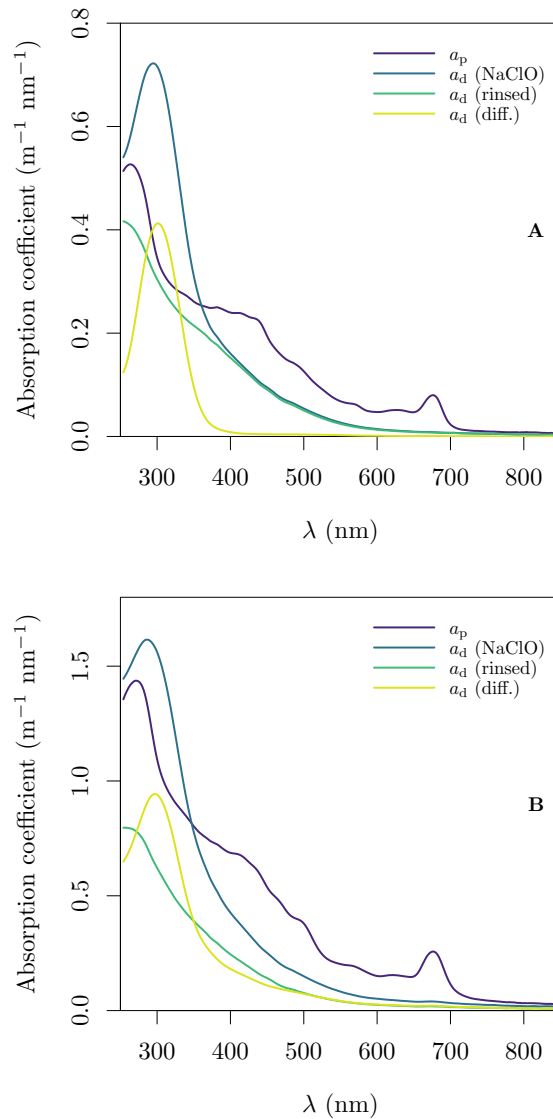 0.8
0.6
0.4
0.2
0.0
Absorption coefficient (m⁻¹ nm⁻¹)
a_p
a_d (NaClO)
a_d (rinsed)
a_d (diff.)
A
300 400 500 600 700 800
λ (nm)
1.5
1.0
0.5
0.0
Absorption coefficient (m⁻¹ nm⁻¹)
a_p
a_d (NaClO)
a_d (rinsed)
a_d (diff.)
B
300 400 500 600 700 800
λ (nm)